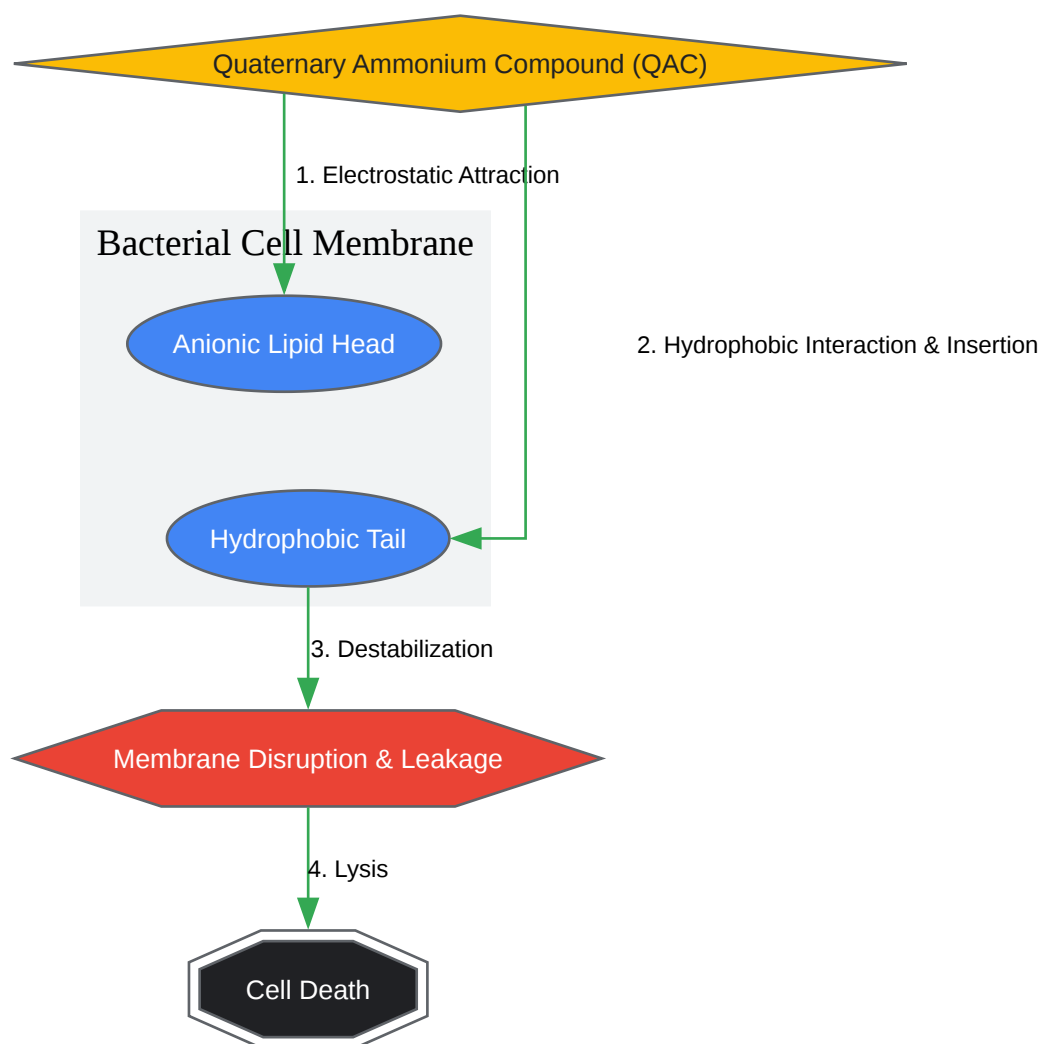 Quaternary Ammonium Compound (QAC)
1. Electrostatic Attraction
Bacterial Cell Membrane
Anionic Lipid Head
2. Hydrophobic Interaction & Insertion
Hydrophobic Tail
3. Destabilization
Membrane Disruption & Leakage
4. Lysis
Cell Death